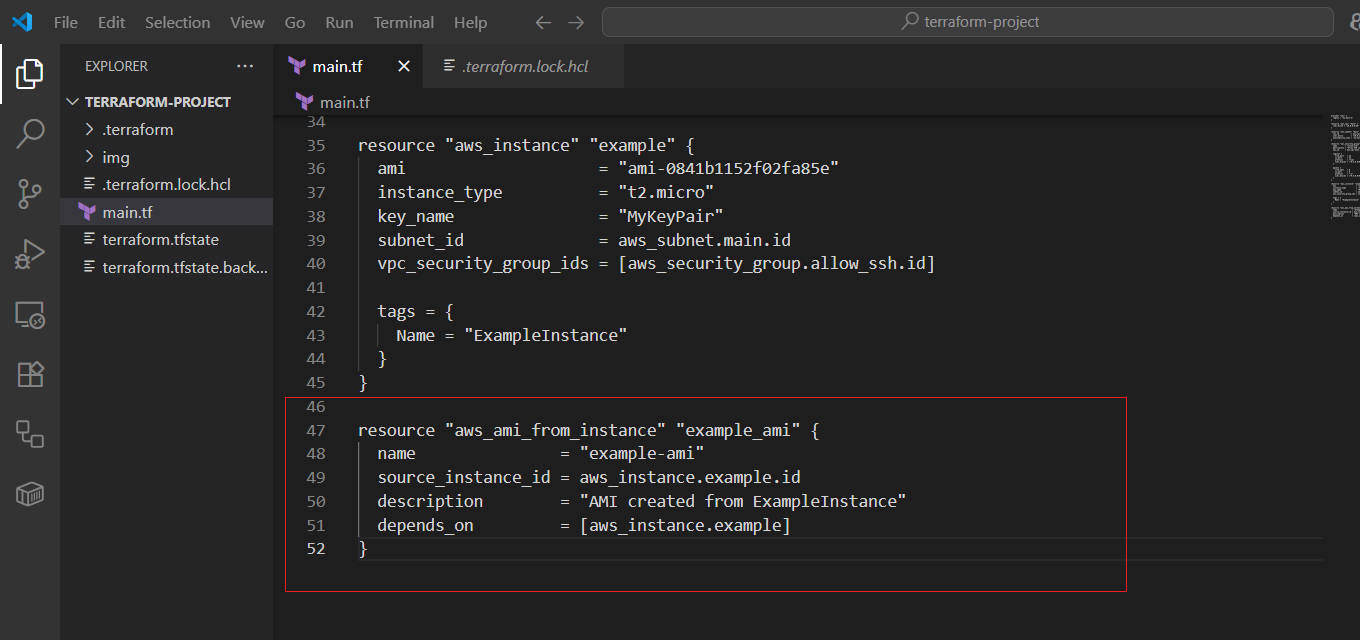 File Edit Selection View Go Run Terminal Help terraform-project
EXPLORER
TERRAFORM-PROJECT
.terraform
img
.terraform.lock.hcl
main.tf
terraform.tfstate
terraform.tfstate.back...
main.tf .terraform.lock.hcl
main.tf
34
35 resource "aws_instance" "example" {
36 ami = "ami-0841b1152f02fa85e"
37 instance_type = "t2.micro"
38 key_name = "MyKeyPair"
39 subnet_id = aws_subnet.main.id
40 vpc_security_group_ids = [aws_security_group.allow_ssh.id]
41
42 tags = {
43 Name = "ExampleInstance"
44 }
45 }
46
47 resource "aws_ami_from_instance" "example_ami" {
48 name = "example-ami"
49 source_instance_id = aws_instance.example.id
50 description = "AMI created from ExampleInstance"
51 depends_on = [aws_instance.example]
52 }